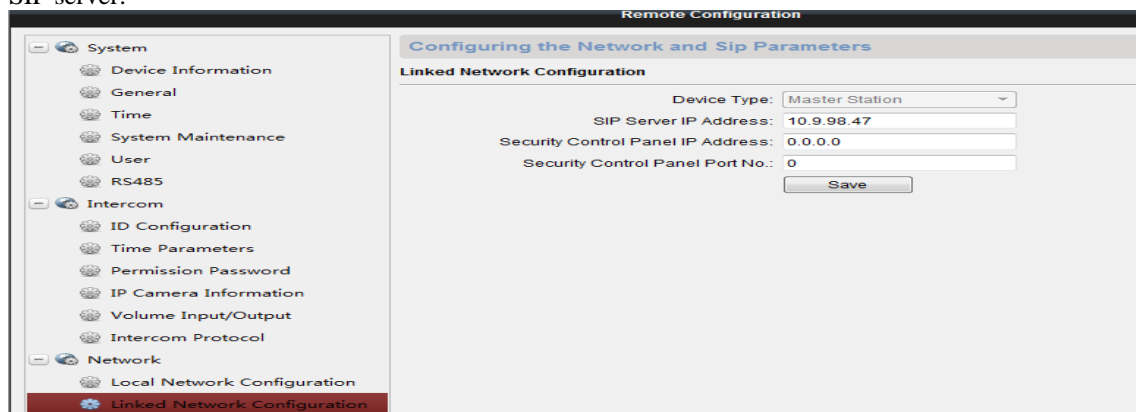 SIP server.
Remote Configuration
System
Device Information
General
Time
System Maintenance
User
RS485
Intercom
ID Configuration
Time Parameters
Permission Password
IP Camera Information
Volume Input/Output
Intercom Protocol
Network
Local Network Configuration
Linked Network Configuration
Configuring the Network and Sip Parameters
Linked Network Configuration
Device Type: Master Station
SIP Server IP Address: 10.9.98.47
Security Control Panel IP Address: 0.0.0.0
Security Control Panel Port No.: 0
Save